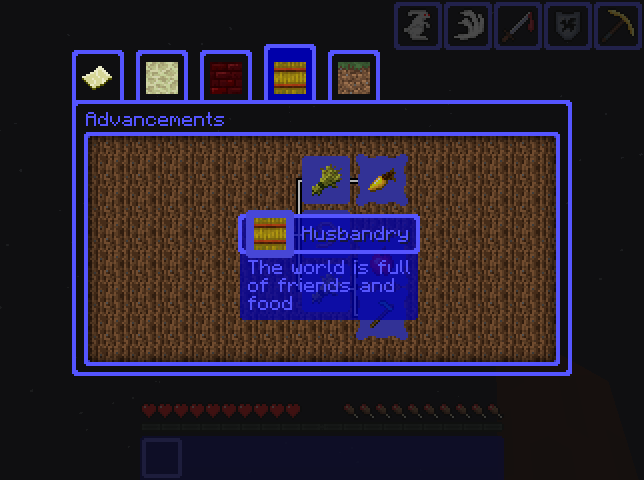 Advancements
Husbandry
The world is full
of friends and
food